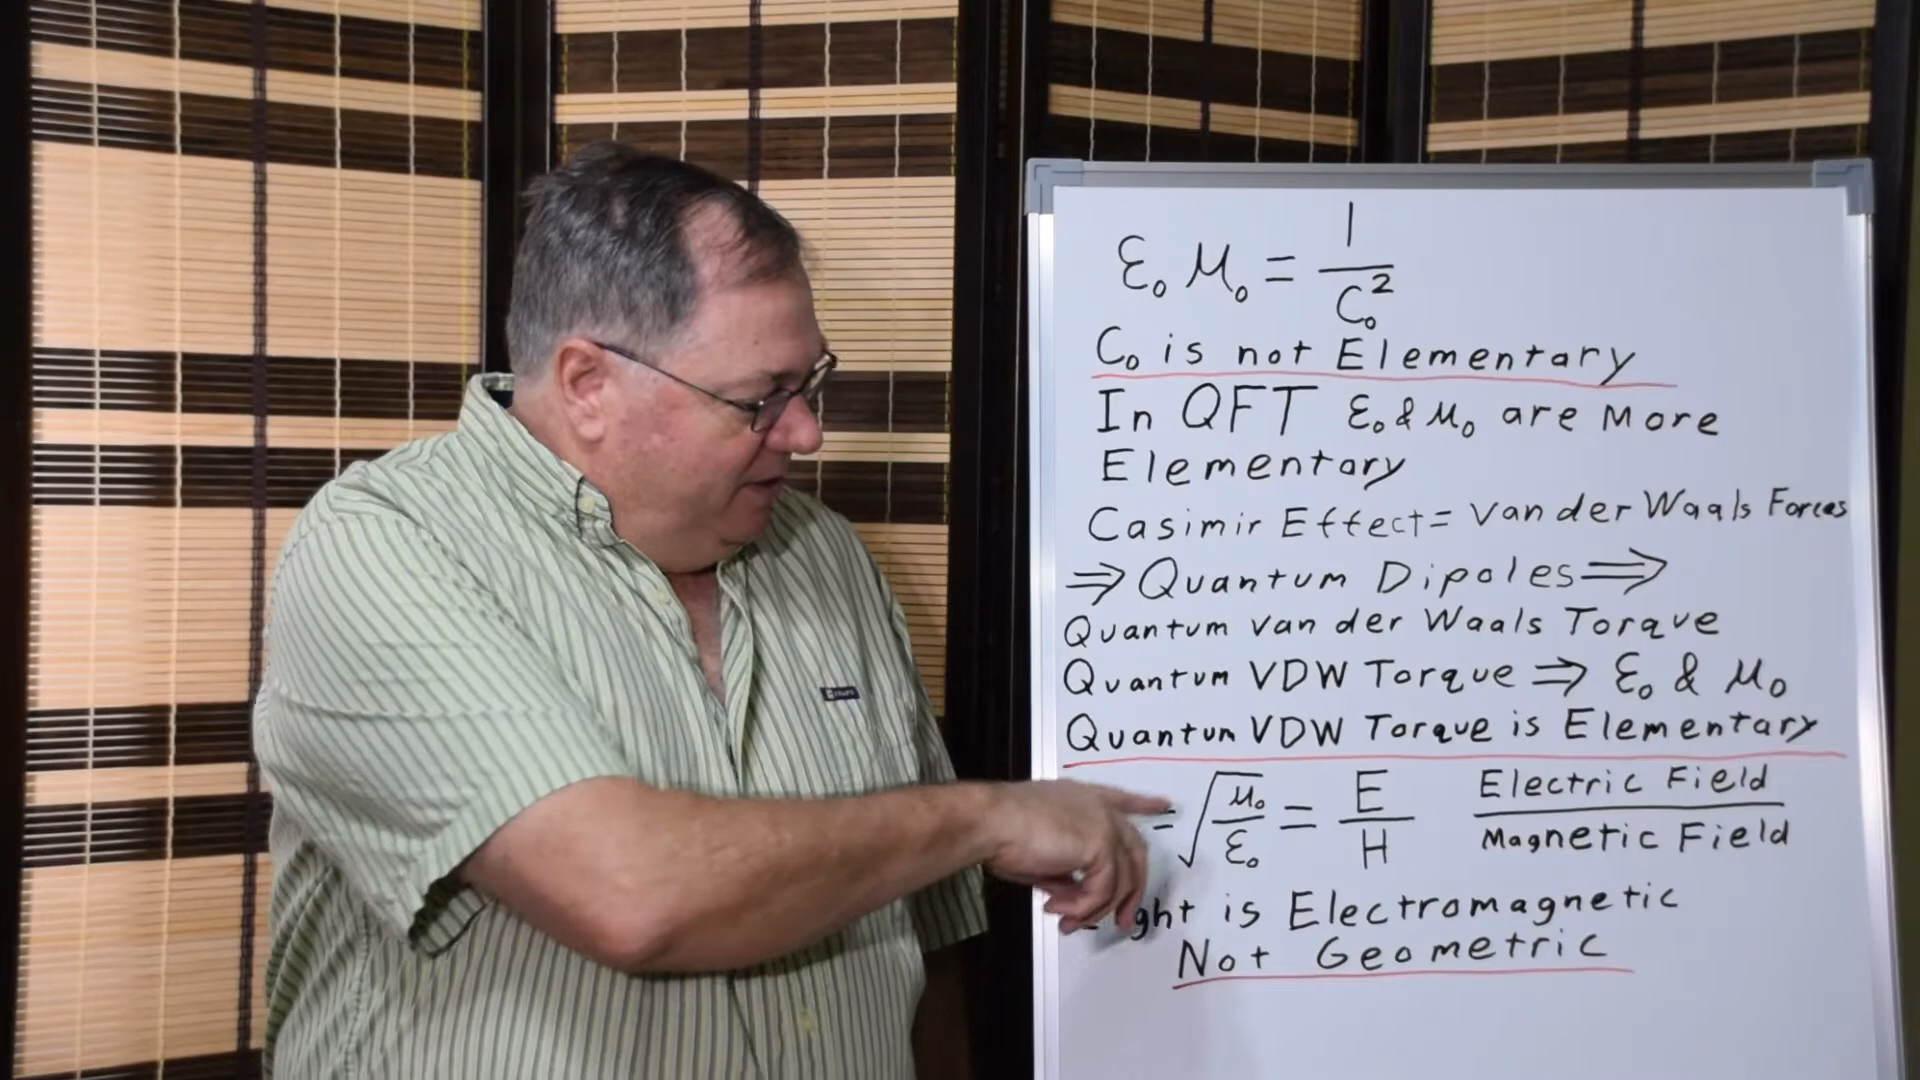 ε₀ μ₀ = 1/C₀²
C₀ is not Elementary
In QFT ε₀ & μ₀ are More
Elementary
Casimir Effect = van der Waals Forces
⇒ Quantum Dipoles ⇒
Quantum van der Waals Torque
Quantum VDW Torque ⇒ ε₀ & μ₀
Quantum VDW Torque is Elementary
= √(μ₀/ε₀) = E/H Electric Field / Magnetic Field
ght is Electromagnetic
Not Geometric